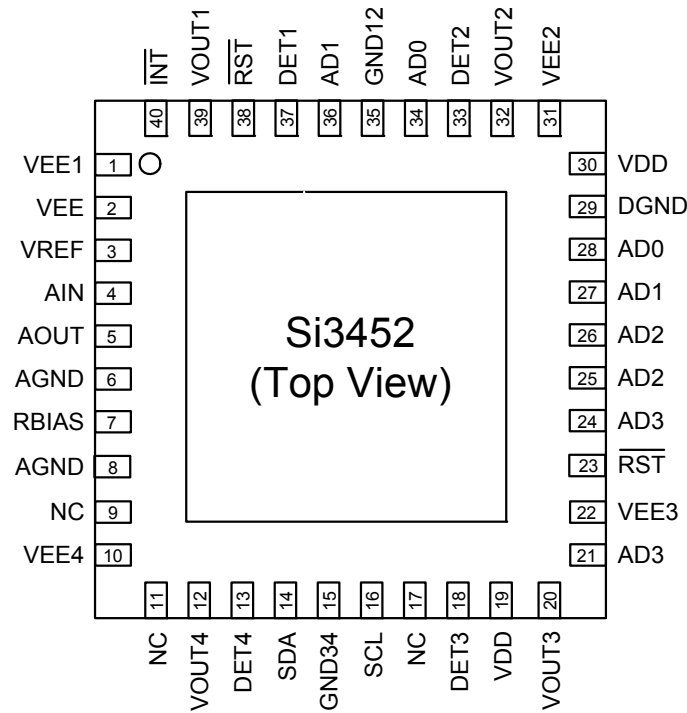 INT VOUT1 RST DET1 AD1 GND12 AD0 DET2 VOUT2 VEE2
40 39 38 37 36 35 34 33 32 31
VEE1 1 30 VDD
VEE 2 29 DGND
VREF 3 28 AD0
AIN 4 27 AD1
AOUT 5 26 AD2
AGND 6 25 AD2
RBIAS 7 24 AD3
AGND 8 23 RST
NC 9 22 VEE3
VEE4 10 21 AD3
Si3452
(Top View)
11 12 13 14 15 16 17 18 19 20
NC VOUT4 DET4 SDA GND34 SCL NC DET3 VDD VOUT3